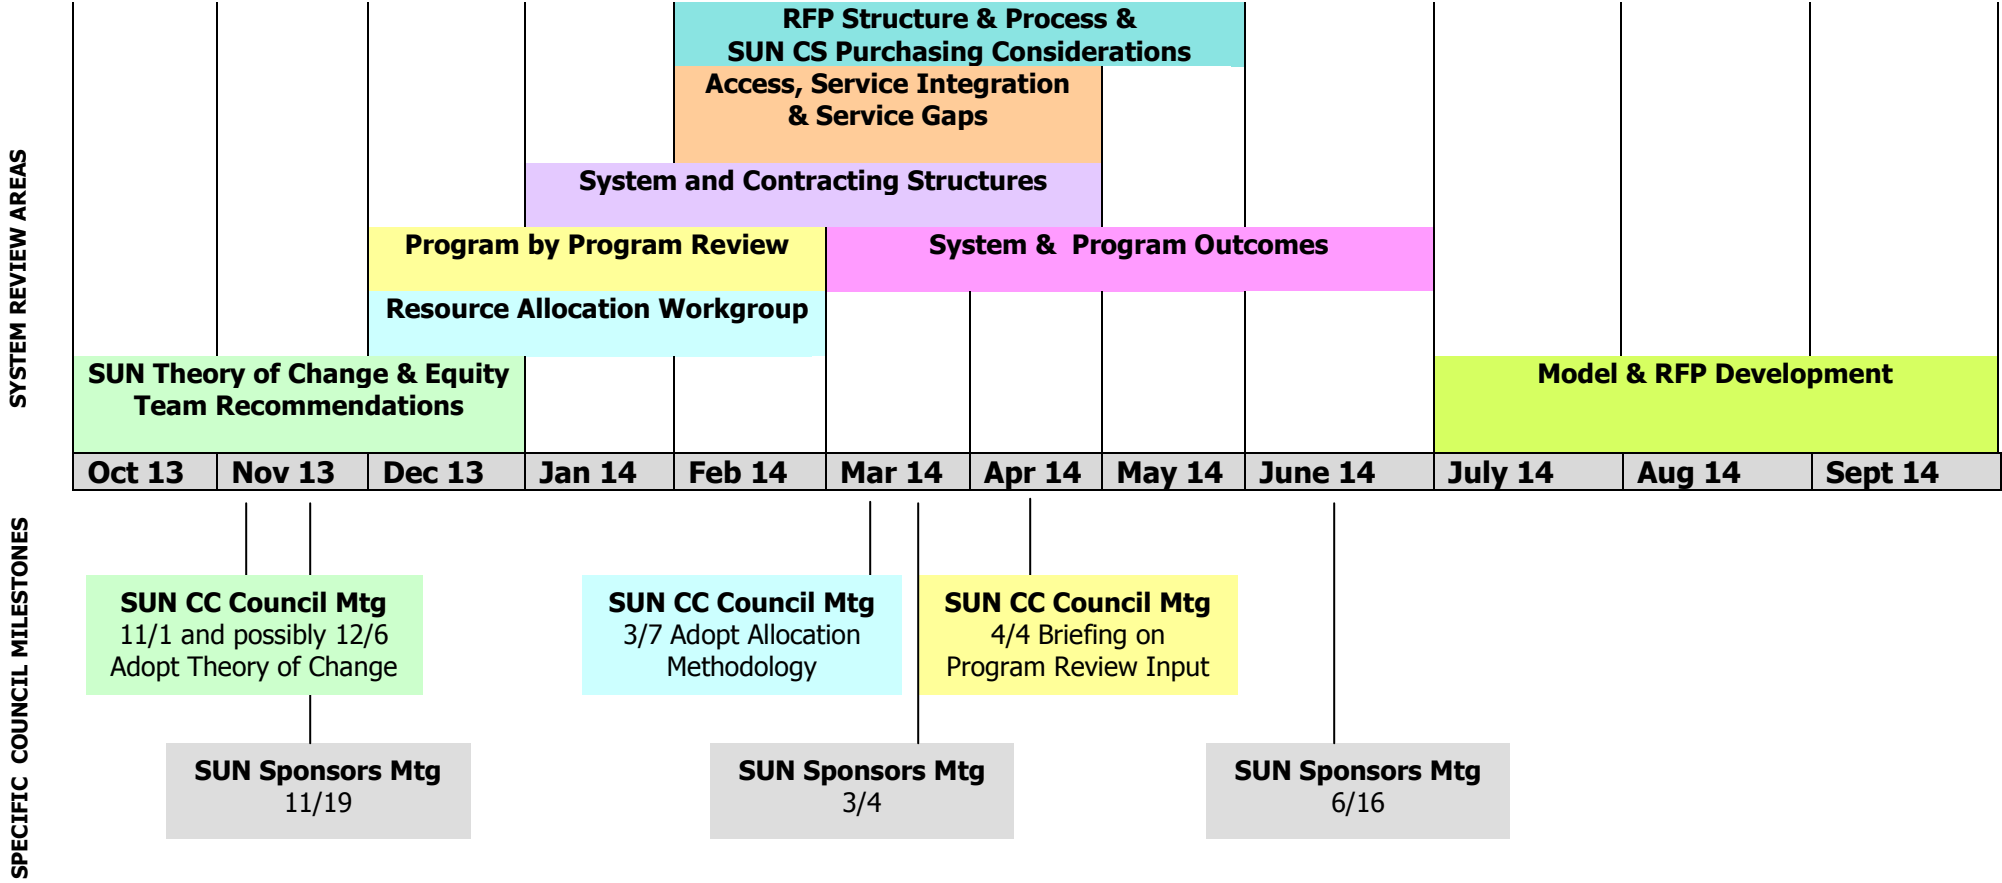 RFP Structure & Process &
SUN CS Purchasing Considerations
Access, Service Integration
& Service Gaps
System and Contracting Structures
Program by Program Review
System & Program Outcomes
Resource Allocation Workgroup
SUN Theory of Change & Equity
Team Recommendations
Model & RFP Development
SYSTEM REVIEW AREAS
Oct 13 Nov 13 Dec 13 Jan 14 Feb 14 Mar 14 Apr 14 May 14 June 14 July 14 Aug 14 Sept 14
SPECIFIC COUNCIL MILESTONES
SUN CC Council Mtg
11/1 and possibly 12/6
Adopt Theory of Change
SUN CC Council Mtg
3/7 Adopt Allocation
Methodology
SUN CC Council Mtg
4/4 Briefing on
Program Review Input
SUN Sponsors Mtg
11/19
SUN Sponsors Mtg
3/4
SUN Sponsors Mtg
6/16